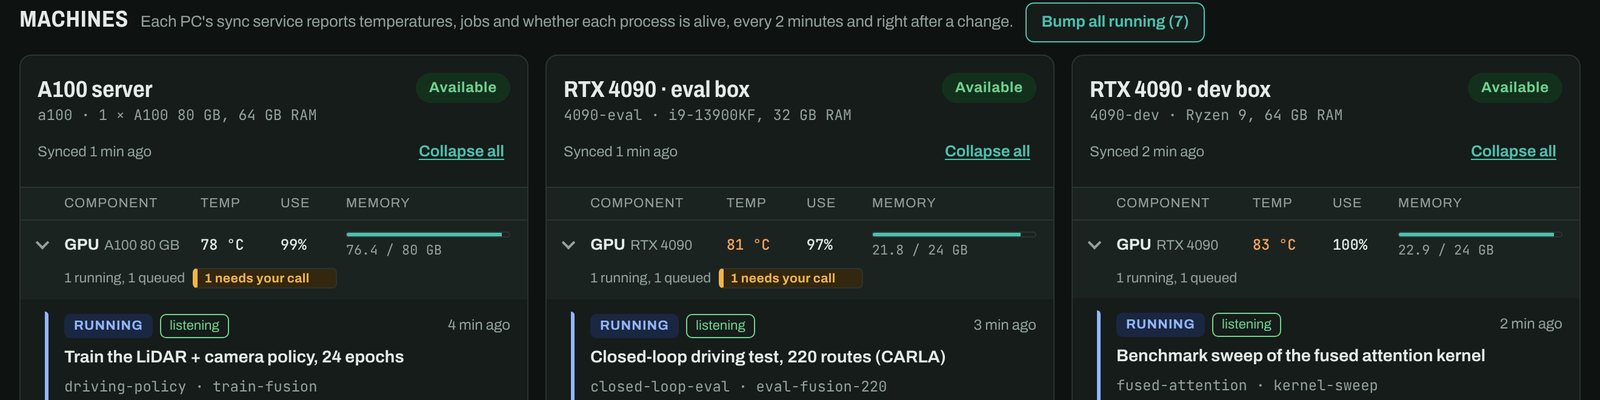 MACHINES Each PC's sync service reports temperatures, jobs and whether each process is alive, every 2 minutes and right after a change. Bump all running (7)
A100 server Available
a100 · 1 × A100 80 GB, 64 GB RAM
Synced 1 min ago Collapse all
COMPONENT TEMP USE MEMORY
GPU A100 80 GB 78 °C 99% 76.4 / 80 GB
1 running, 1 queued 1 needs your call
RUNNING listening 4 min ago
Train the LiDAR + camera policy, 24 epochs
driving-policy · train-fusion
RTX 4090 · eval box Available
4090-eval · i9-13900KF, 32 GB RAM
Synced 1 min ago Collapse all
COMPONENT TEMP USE MEMORY
GPU RTX 4090 81 °C 97% 21.8 / 24 GB
1 running, 1 queued 1 needs your call
RUNNING listening 3 min ago
Closed-loop driving test, 220 routes (CARLA)
closed-loop-eval · eval-fusion-220
RTX 4090 · dev box Available
4090-dev · Ryzen 9, 64 GB RAM
Synced 2 min ago Collapse all
COMPONENT TEMP USE MEMORY
GPU RTX 4090 83 °C 100% 22.9 / 24 GB
1 running, 1 queued
RUNNING listening 2 min ago
Benchmark sweep of the fused attention kernel
fused-attention · kernel-sweep